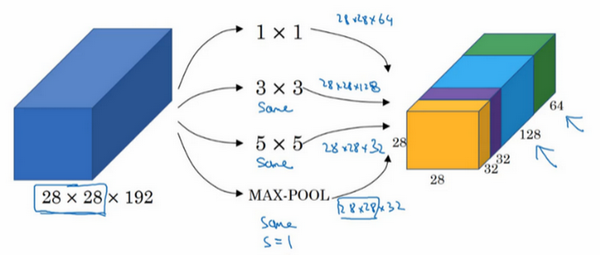 28 × 28 × 192
1 × 1
28×28×64
3 × 3
28×28×128
Same
5 × 5
28×28×32
Same
MAX-POOL
28×28×32
Same
S=1
64
128
32
32
28
28